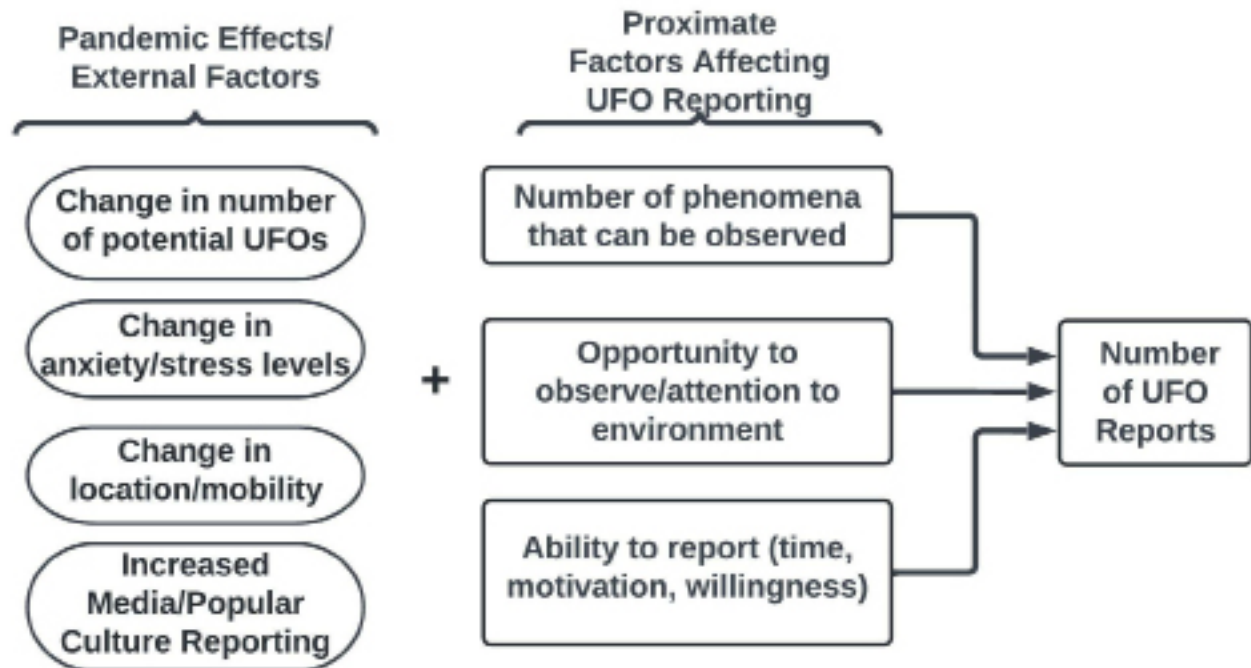 Pandemic Effects/
External Factors
Proximate
Factors Affecting
UFO Reporting
Change in number
of potential UFOs
Change in
anxiety/stress levels
Change in
location/mobility
Increased
Media/Popular
Culture Reporting
+
Number of phenomena
that can be observed
Opportunity to
observe/attention to
environment
Ability to report (time,
motivation, willingness)
Number
of UFO
Reports